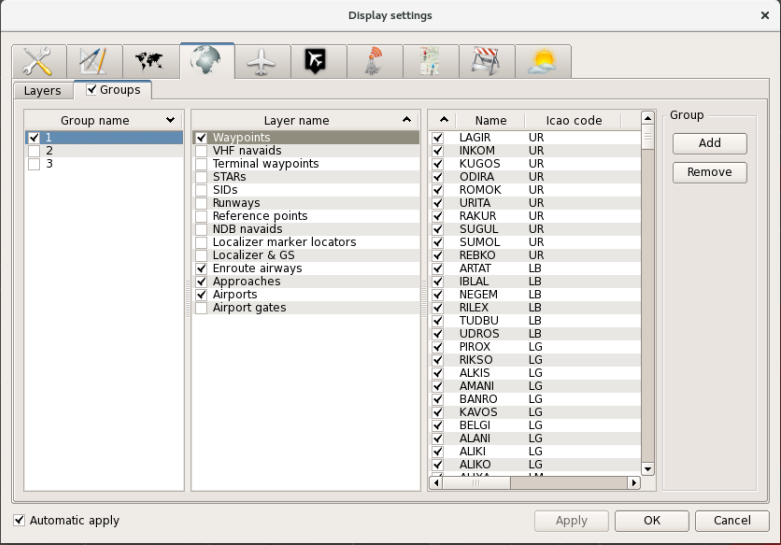 Display settings
Layers
Groups
Group name
Layer name
Name Icao code
Group
1
2
3
Waypoints
VHF navaids
Terminal waypoints
STARs
SIDs
Runways
Reference points
NDB navaids
Localizer marker locators
Localizer & GS
Enroute airways
Approaches
Airports
Airport gates
LAGIR UR
INKOM UR
KUGOS UR
ODIRA UR
ROMOK UR
URITA UR
RAKUR UR
SUGUL UR
SUMOL UR
REBKO UR
ARTAT LB
IBLAL LB
NEGEM LB
RILEX LB
TUDBU LB
UDROS LB
PIROX LG
RIKSO LG
ALKIS LG
AMANI LG
BANRO LG
KAVOS LG
BELGI LG
ALANI LG
ALIKI LG
ALIKO LG
Add
Remove
Automatic apply
Apply
OK
Cancel